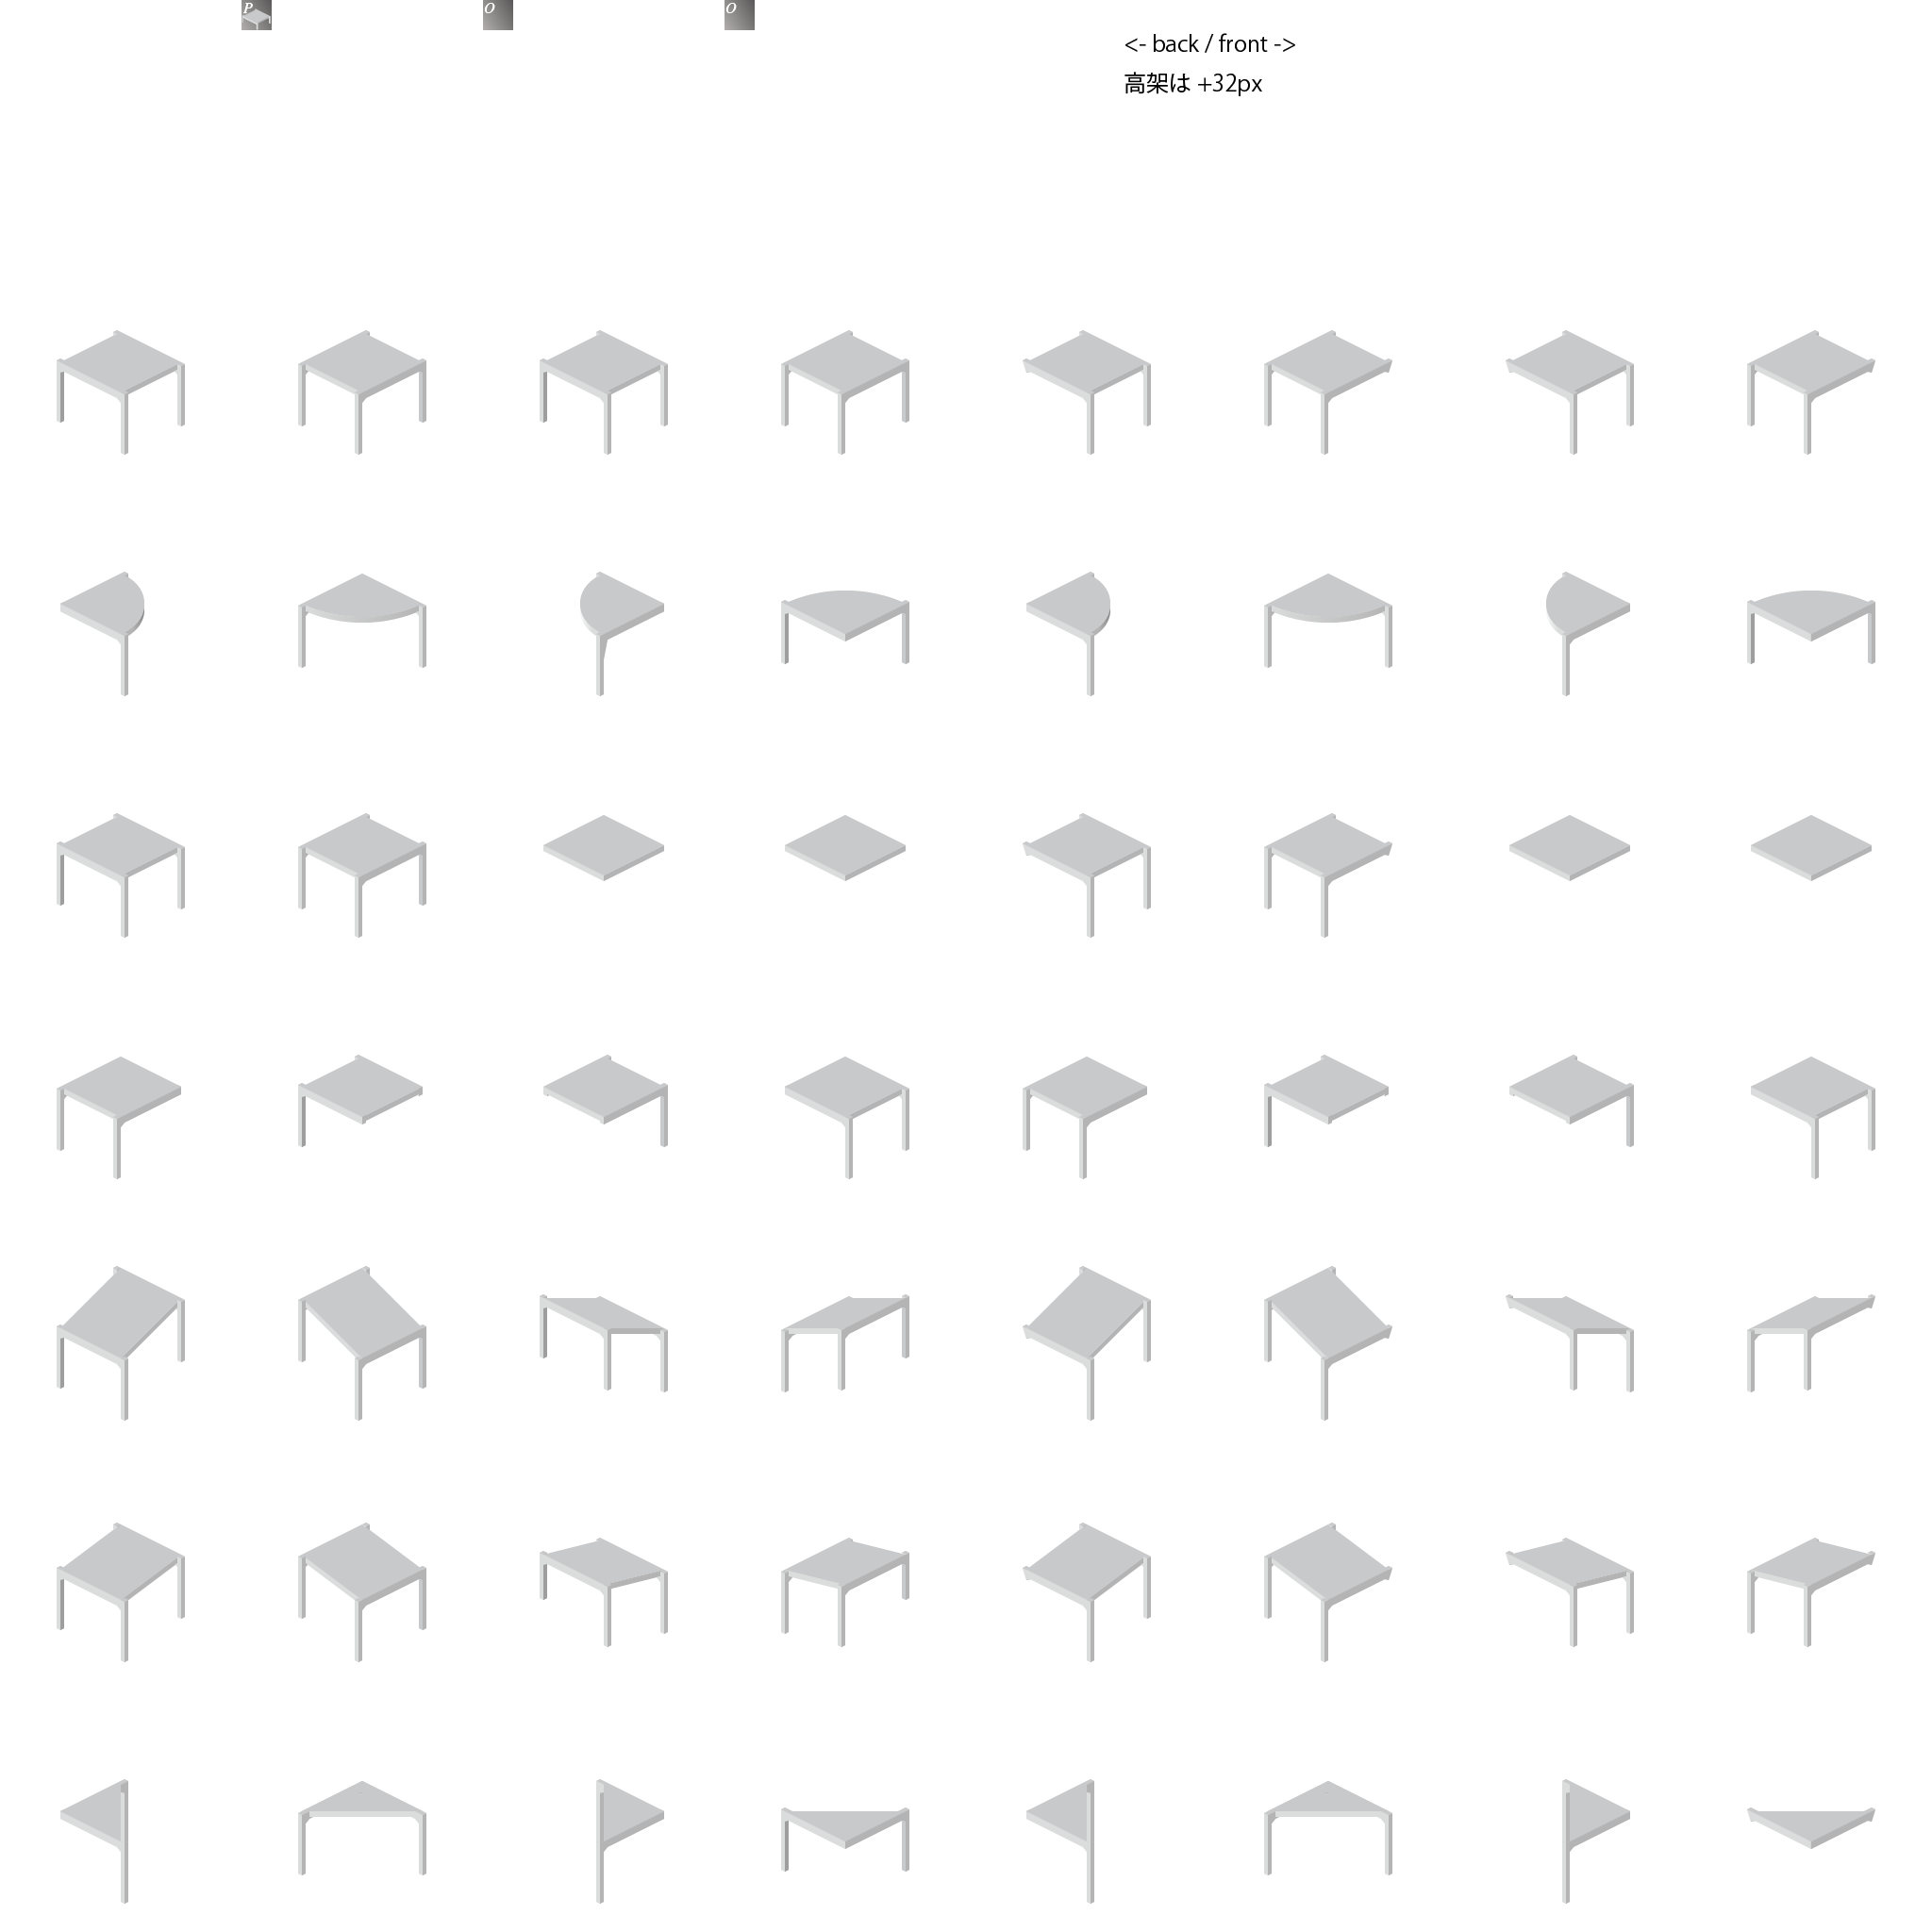 P
O
O
<- back / front ->
高架は +32px